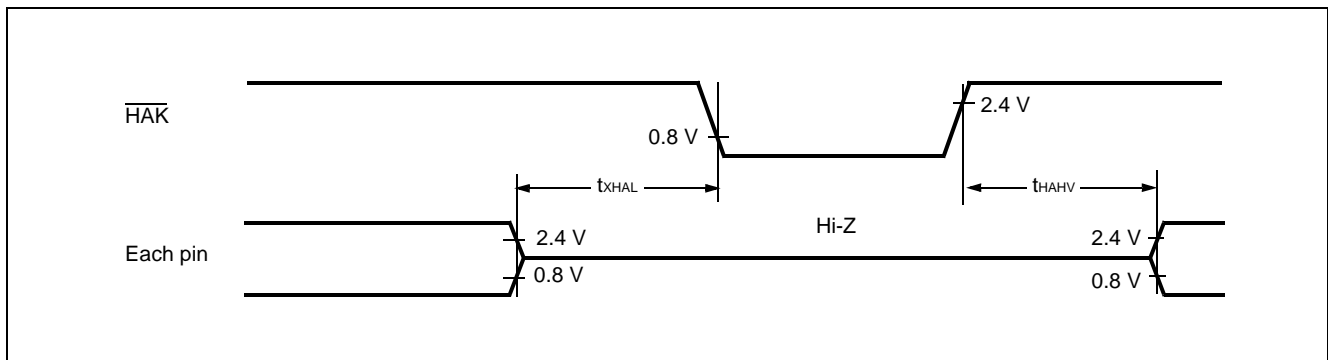 HAK
2.4 V
0.8 V
tXHAL
tHAHV
Hi-Z
Each pin
2.4 V
2.4 V
0.8 V
0.8 V